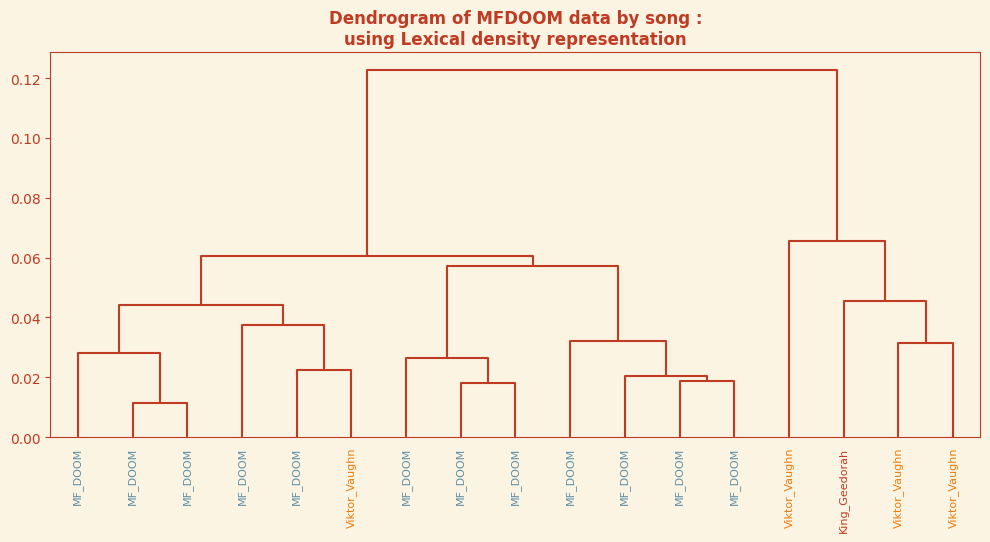 Dendrogram of MFDOOM data by song :
using Lexical density representation
0.12
0.10
0.08
0.06
0.04
0.02
0.00
MF_DOOM
MF_DOOM
MF_DOOM
MF_DOOM
MF_DOOM
Viktor_Vaughn
MF_DOOM
MF_DOOM
MF_DOOM
MF_DOOM
MF_DOOM
MF_DOOM
MF_DOOM
Viktor_Vaughn
King_Geedorah
Viktor_Vaughn
Viktor_Vaughn